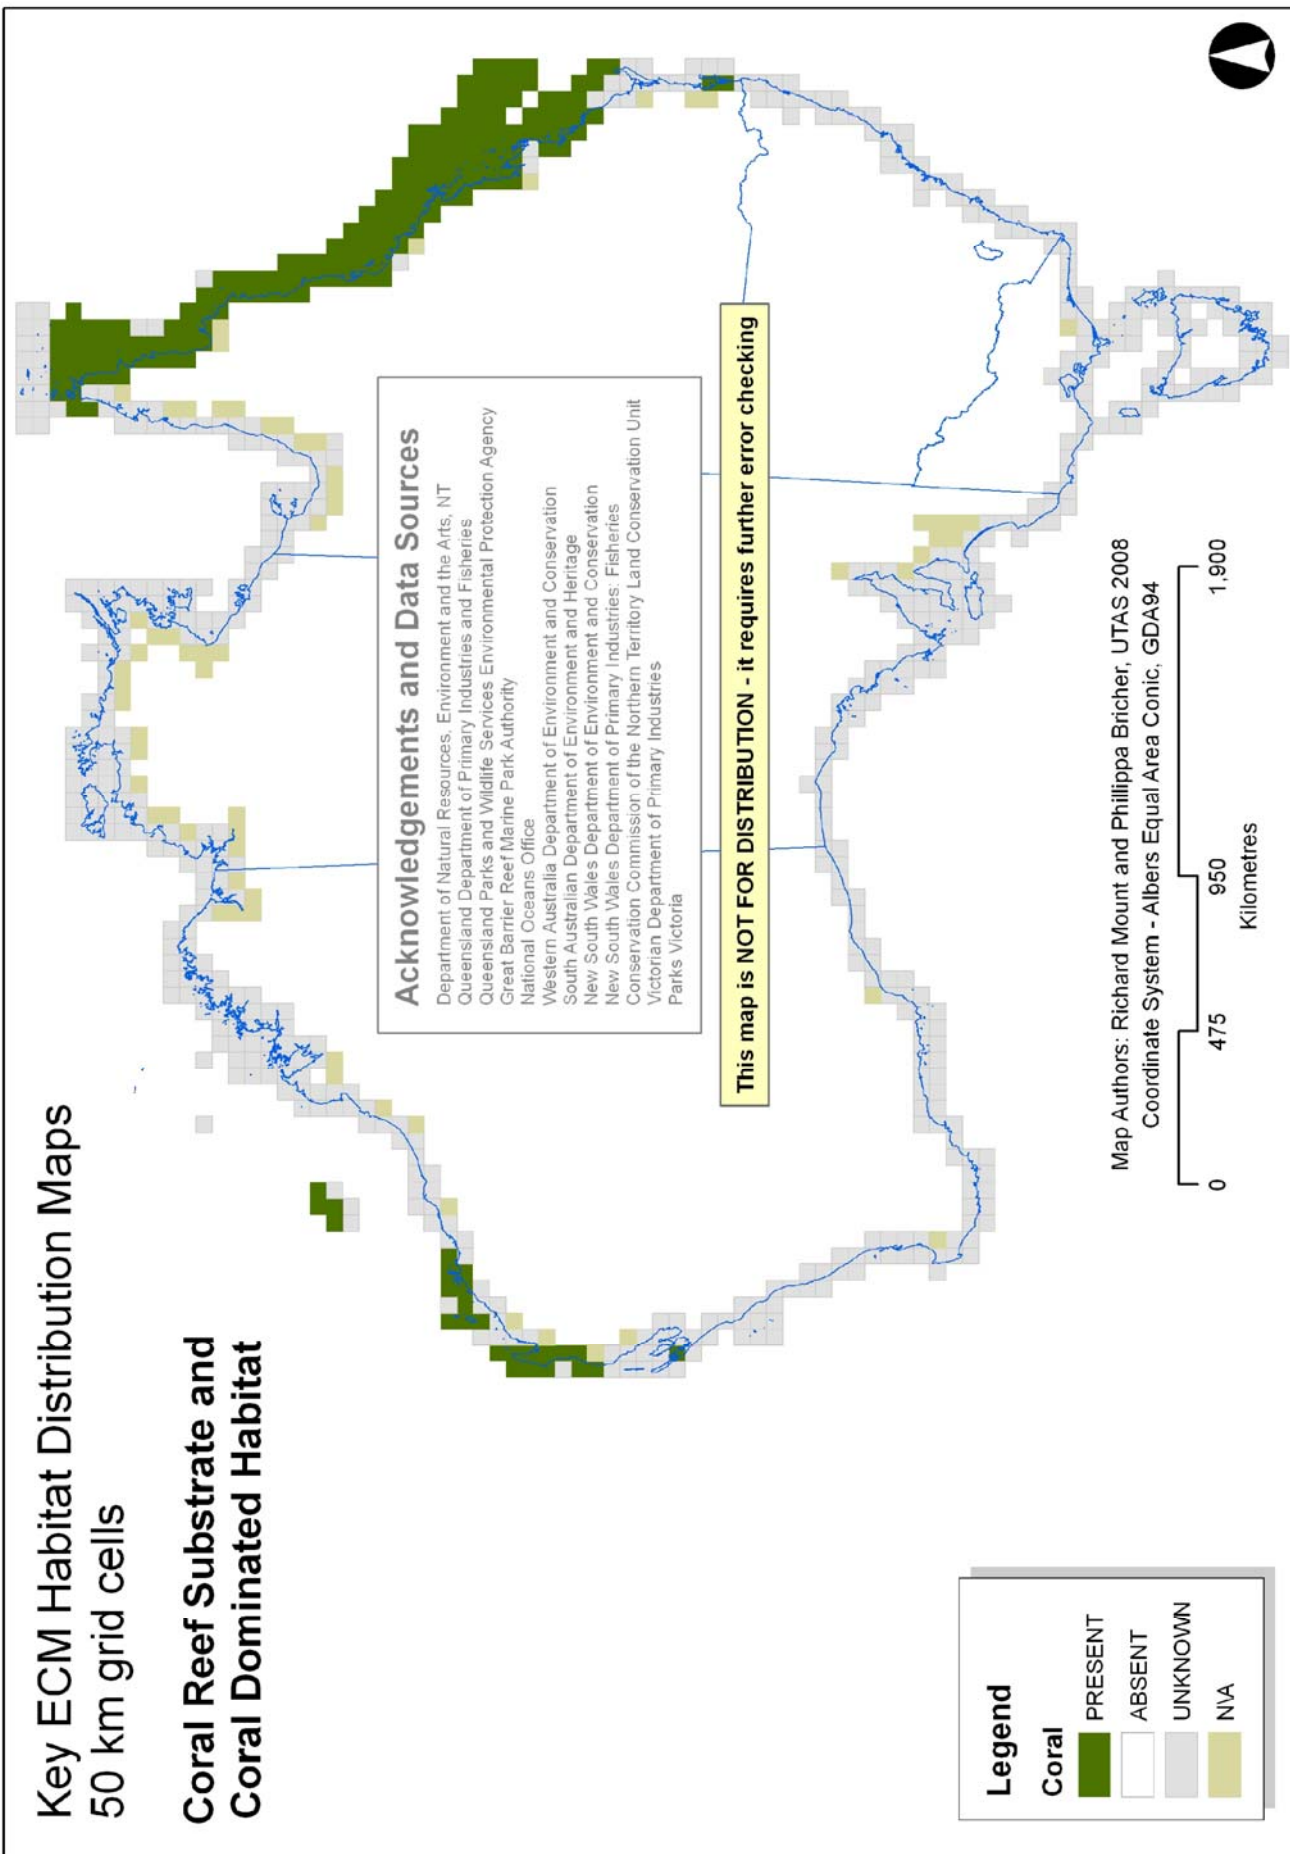 Key ECM Habitat Distribution Maps
50 km grid cells
Coral Reef Substrate and
Coral Dominated Habitat
Acknowledgements and Data Sources
Department of Natural Resources, Environment and the Arts, NT
Queensland Department of Primary Industries and Fisheries
Queensland Parks and Wildlife Services Environmental Protection Agency
Great Barrier Reef Marine Park Authority
National Oceans Office
Western Australia Department of Environment and Conservation
South Australian Department of Environment and Heritage
New South Wales Department of Environment and Conservation
New South Wales Department of Primary Industries: Fisheries
Conservation Commission of the Northern Territory Land Conservation Unit
Victorian Department of Primary Industries
Parks Victoria
This map is NOT FOR DISTRIBUTION - it requires further error checking
Legend
Coral
PRESENT
ABSENT
UNKNOWN
N\A
Map Authors: Richard Mount and Phillippa Bricher, UTAS 2008
Coordinate System - Albers Equal Area Conic, GDA94
0 475 950 1,900
Kilometres